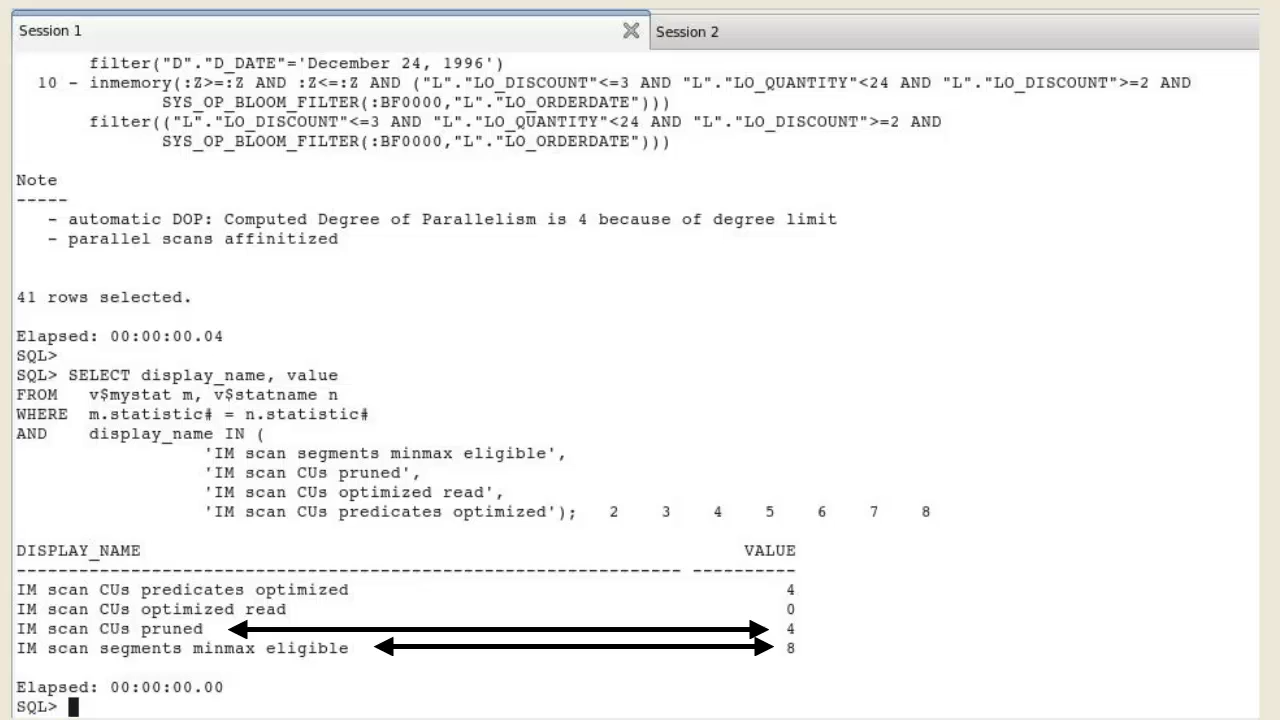 Session 1
Session 2
filter("D"."D_DATE"='December 24, 1996')
10 - inmemory(:Z>=:Z AND :Z<=:Z AND ("L"."LO_DISCOUNT"<=3 AND "L"."LO_QUANTITY"<24 AND "L"."LO_DISCOUNT">=2 AND
SYS_OP_BLOOM_FILTER(:BF0000,"L"."LO_ORDERDATE")))
filter(("L"."LO_DISCOUNT"<=3 AND "L"."LO_QUANTITY"<24 AND "L"."LO_DISCOUNT">=2 AND
SYS_OP_BLOOM_FILTER(:BF0000,"L"."LO_ORDERDATE")))
Note
-----
- automatic DOP: Computed Degree of Parallelism is 4 because of degree limit
- parallel scans affinitized
41 rows selected.
Elapsed: 00:00:00.04
SQL>
SQL> SELECT display_name, value
FROM v$mystat m, v$statname n
WHERE m.statistic# = n.statistic#
AND display_name IN (
'IM scan segments minmax eligible',
'IM scan CUs pruned',
'IM scan CUs optimized read',
'IM scan CUs predicates optimized'); 2 3 4 5 6 7 8
DISPLAY_NAME VALUE
---------------------------------------------------------------- ----------
IM scan CUs predicates optimized 4
IM scan CUs optimized read 0
IM scan CUs pruned 4
IM scan segments minmax eligible 8
Elapsed: 00:00:00.00
SQL>